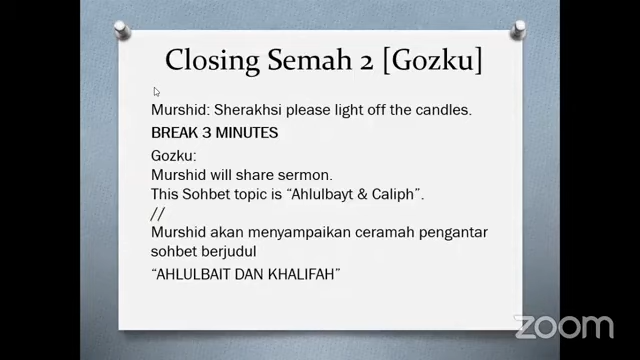 Closing Semah 2 [Gozku]
Murshid: Sherakhsi please light off the candles.
BREAK 3 MINUTES
Gozku:
Murshid will share sermon.
This Sohbet topic is “Ahlulbayt & Caliph”.
//
Murshid akan menyampaikan ceramah pengantar
sohbet berjudul
“AHLULBAIT DAN KHALIFAH”
zoom